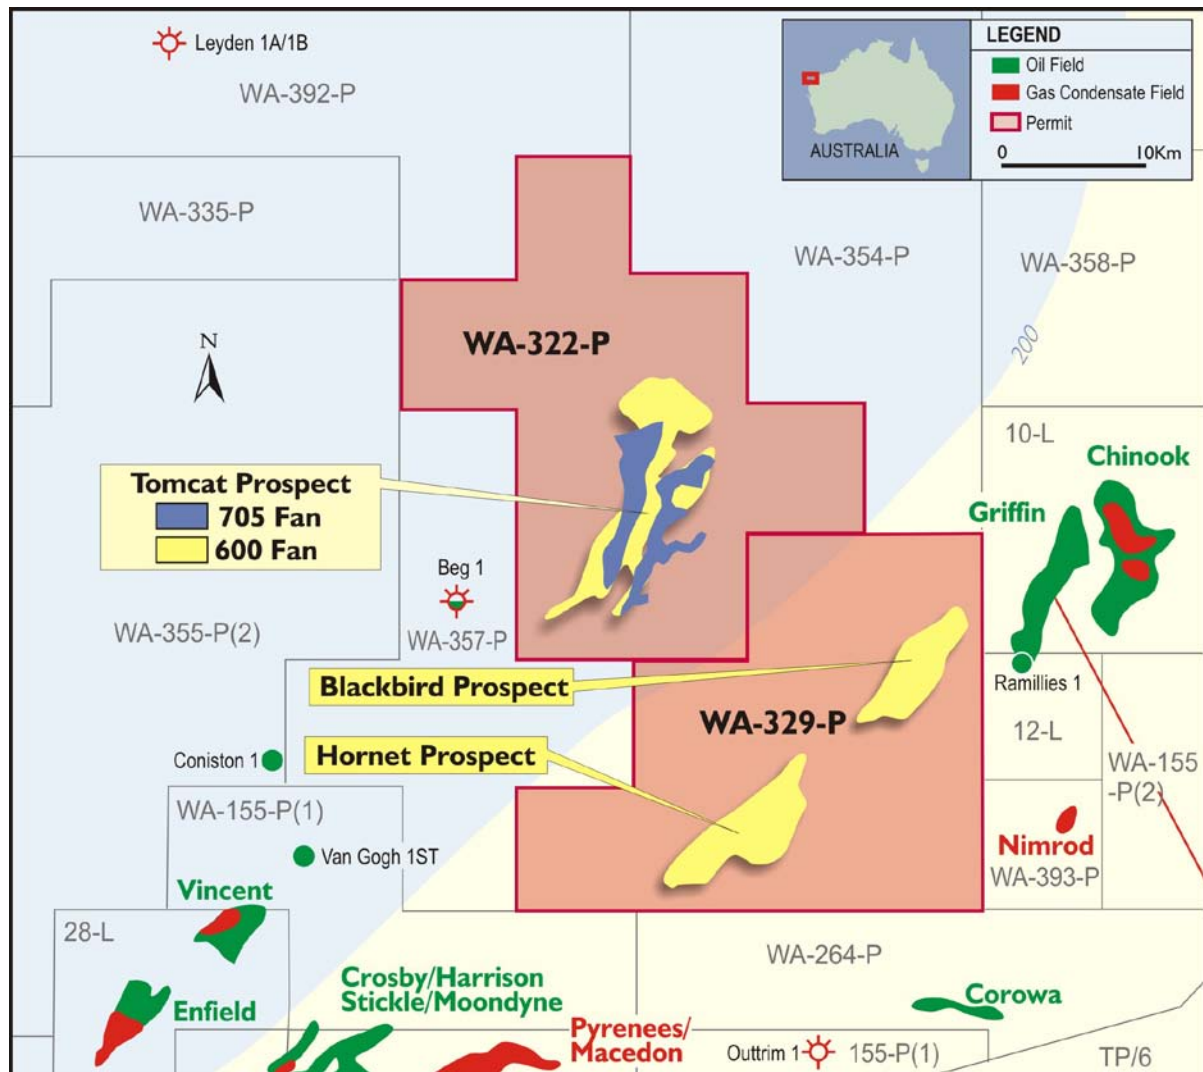 Leyden 1A/1B
WA-392-P
LEGEND
Oil Field
Gas Condensate Field
Permit
0 10Km
AUSTRALIA
WA-335-P
WA-354-P
WA-358-P
N
WA-322-P
200
10-L
Chinook
Griffin
Tomcat Prospect
705 Fan
600 Fan
Beg 1
WA-355-P(2)
WA-357-P
Blackbird Prospect
Ramillies 1
WA-329-P
12-L
Hornet Prospect
Coniston 1
WA-155
-P(2)
WA-155-P(1)
Van Gogh 1ST
Nimrod
WA-393-P
Vincent
28-L
WA-264-P
Crosby/Harrison
Stickle/Moondyne
Enfield
Corowa
Pyrenees/
Macedon
Outtrim 1
155-P(1)
TP/6